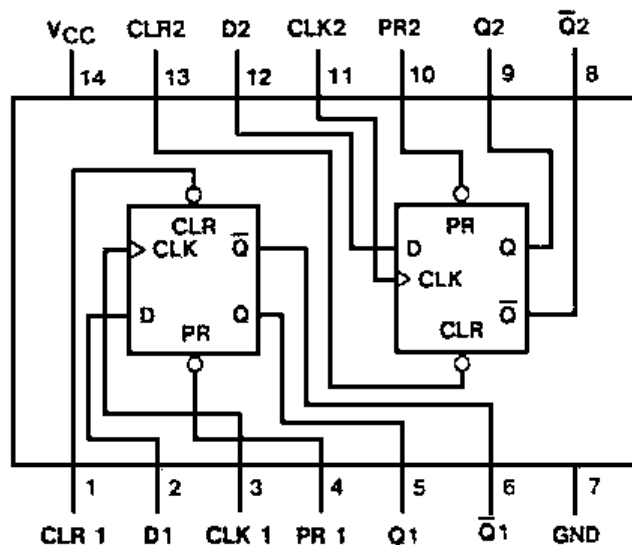 VCC CLR2 D2 CLK2 PR2 Q2 Q̅2
14 13 12 11 10 9 8
CLR PR
CLK Q̅ D Q
CLK
D Q Q̅
PR CLR
1 2 3 4 5 6 7
CLR 1 D1 CLK 1 PR 1 Q1 Q̅1 GND